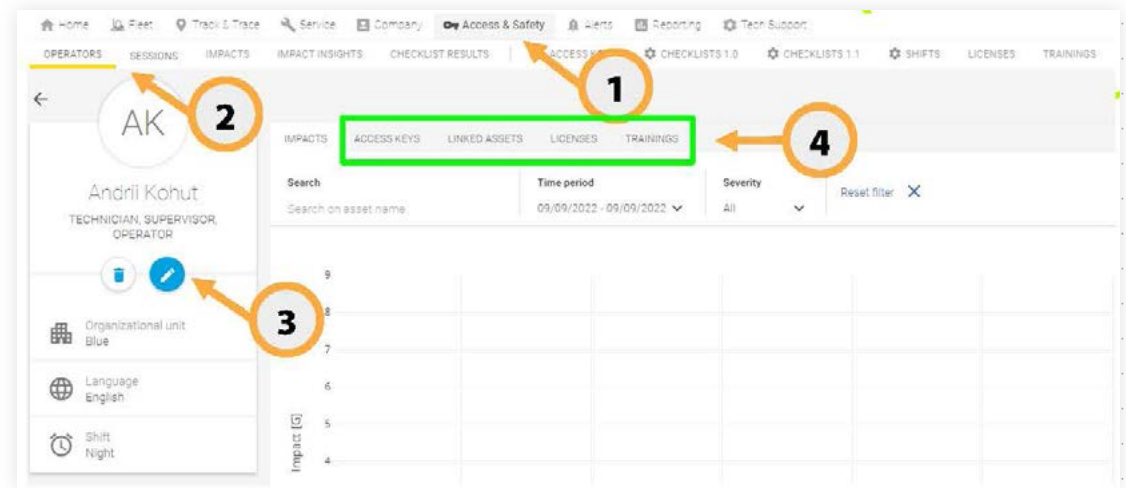 Home Fleet Track & Trace Service Company Access & Safety Alerts Reporting Tech Support
OPERATORS SESSIONS IMPACTS IMPACT INSIGHTS CHECKLIST RESULTS ACCESS CHECKLISTS 1.0 CHECKLISTS 1.1 SHIFTS LICENSES TRAININGS
1
2
AK
IMPACTS ACCESS KEYS LINKED ASSETS LICENSES TRAININGS
4
Andrii Kohut
TECHNICIAN, SUPERVISOR,
OPERATOR
Search Time period Severity
Search on asset name 09/09/2022 - 09/09/2022 All Reset filter
3
Organizational unit
Blue
Language
English
Shift
Night
9
8
7
6
5
4
Impact [G]